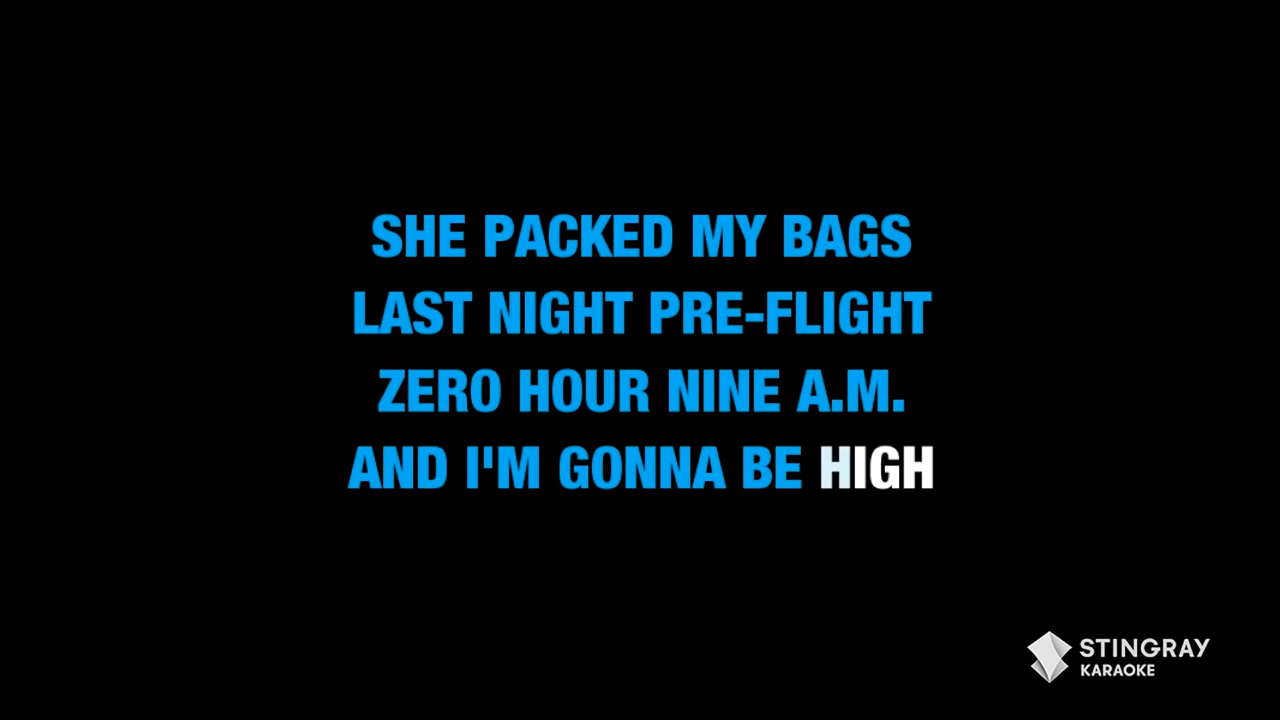 SHE PACKED MY BAGS
LAST NIGHT PRE-FLIGHT
ZERO HOUR NINE A.M.
AND I'M GONNA BE HIGH
STINGRAY
KARAOKE